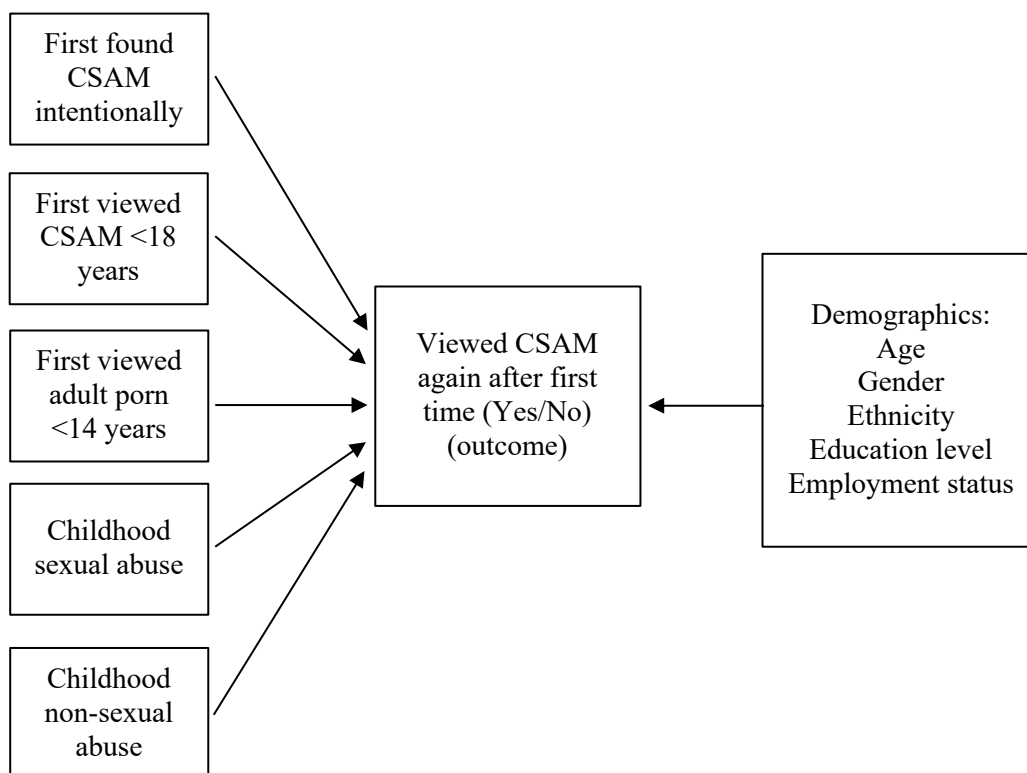 First found
CSAM
intentionally
First viewed
CSAM <18
years
First viewed
adult porn
<14 years
Childhood
sexual abuse
Childhood
non-sexual
abuse
Viewed CSAM
again after first
time (Yes/No)
(outcome)
Demographics:
Age
Gender
Ethnicity
Education level
Employment status